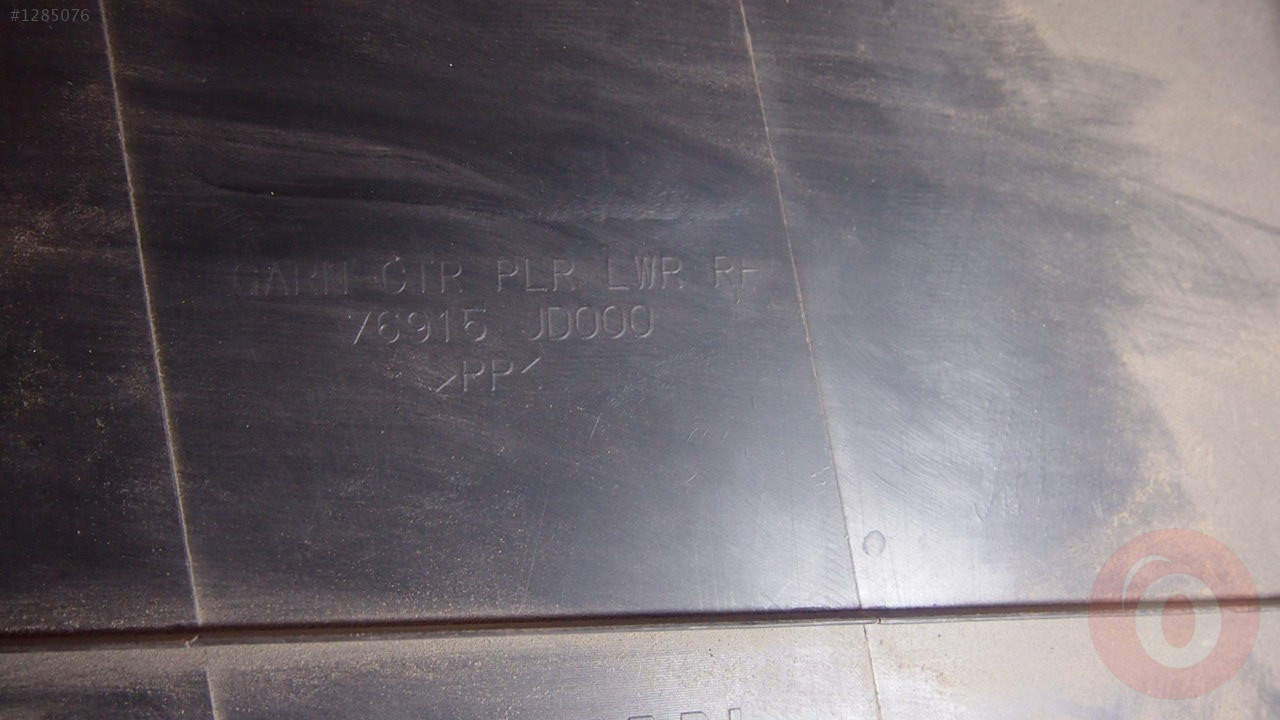 #1285076
GARN-CTR PLR LWR RH
76915 JD000
>PP<